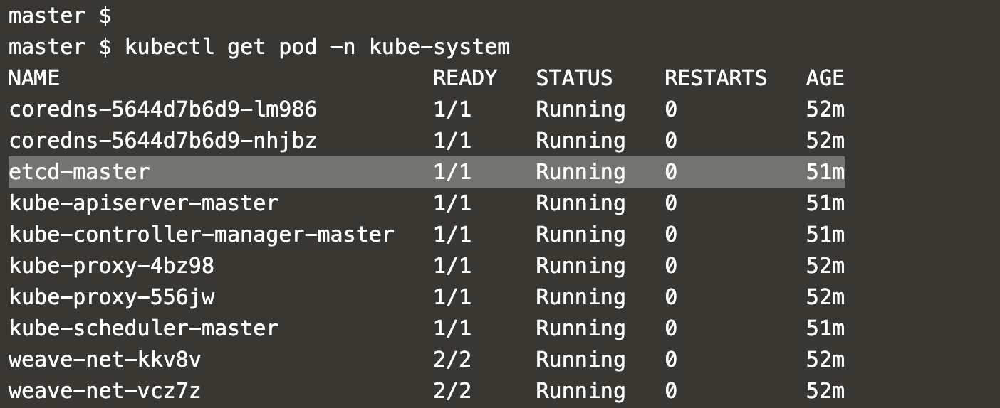 master $
master $ kubectl get pod -n kube-system
NAME                             READY   STATUS    RESTARTS   AGE
coredns-5644d7b6d9-lm986         1/1     Running   0          52m
coredns-5644d7b6d9-nhjbz         1/1     Running   0          52m
etcd-master                      1/1     Running   0          51m
kube-apiserver-master            1/1     Running   0          51m
kube-controller-manager-master   1/1     Running   0          51m
kube-proxy-4bz98                 1/1     Running   0          52m
kube-proxy-556jw                 1/1     Running   0          52m
kube-scheduler-master            1/1     Running   0          51m
weave-net-kkv8v                  2/2     Running   0          52m
weave-net-vcz7z                  2/2     Running   0          52m